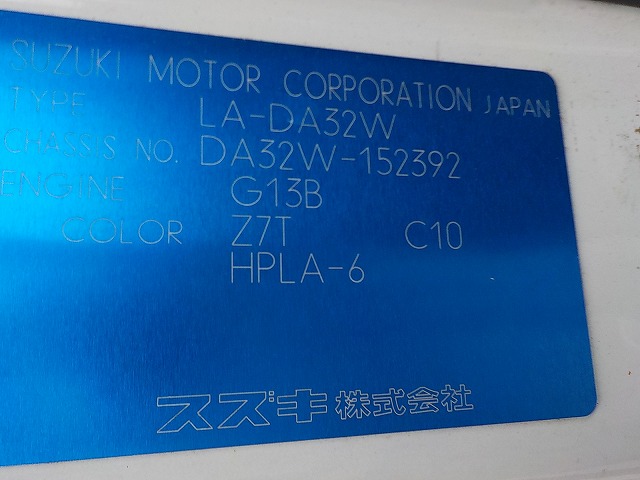 SUZUKI MOTOR CORPORATION JAPAN
TYPE LA-DA32W
CHASSIS NO. DA32W-152392
ENGINE G13B
COLOR Z7T C10
HPLA-6
スズキ株式会社